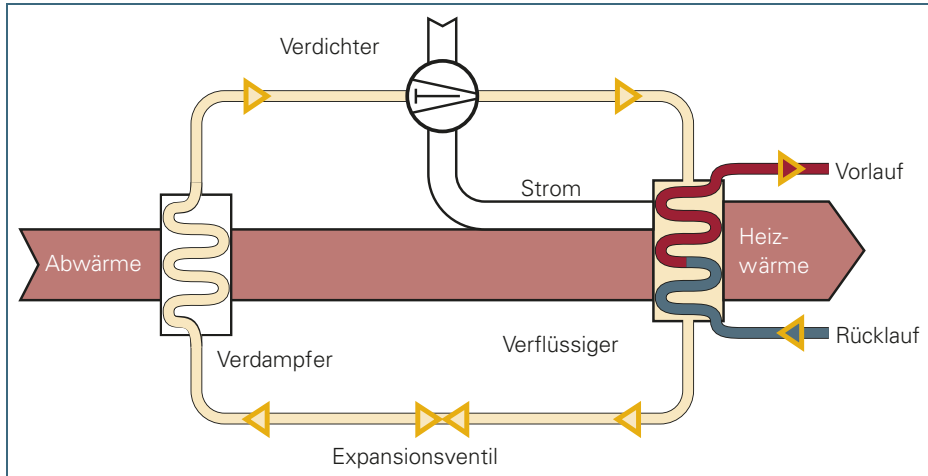 Verdichter
Strom
Vorlauf
Abwärme
Heiz-
wärme
Rücklauf
Verdampfer
Verflüssiger
Expansionsventil